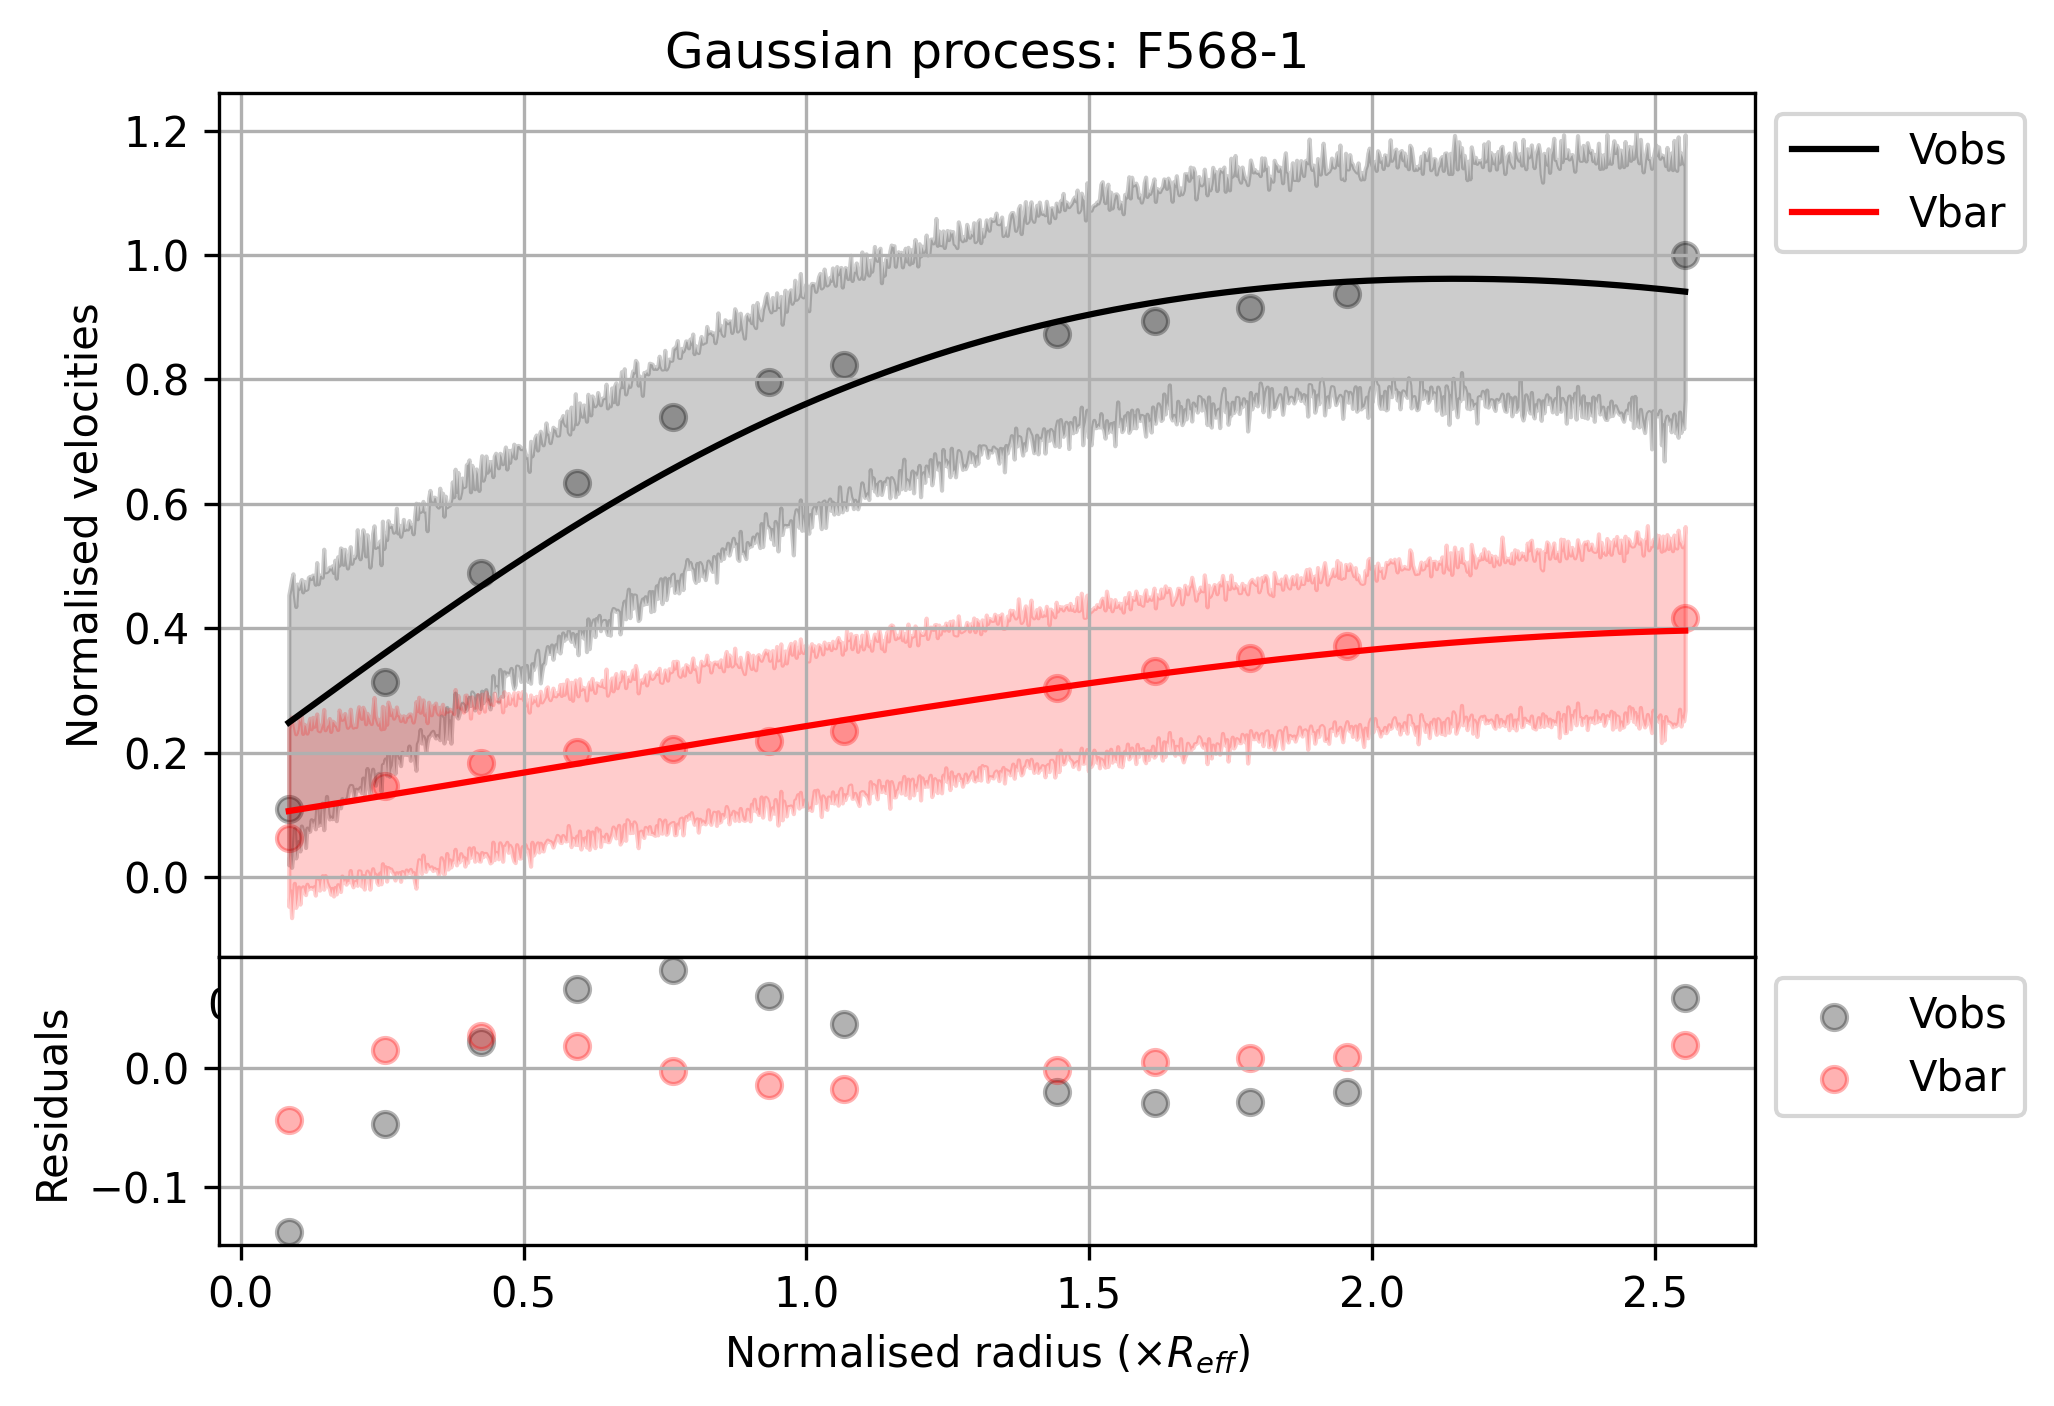 Gaussian process: F568-1
1.2
1.0
0.8
0.6
0.4
0.2
0.0
Normalised velocities
Vobs
Vbar
0.0
−0.1
Residuals
Vobs
Vbar
0.0 0.5 1.0 1.5 2.0 2.5
Normalised radius (×R_eff)